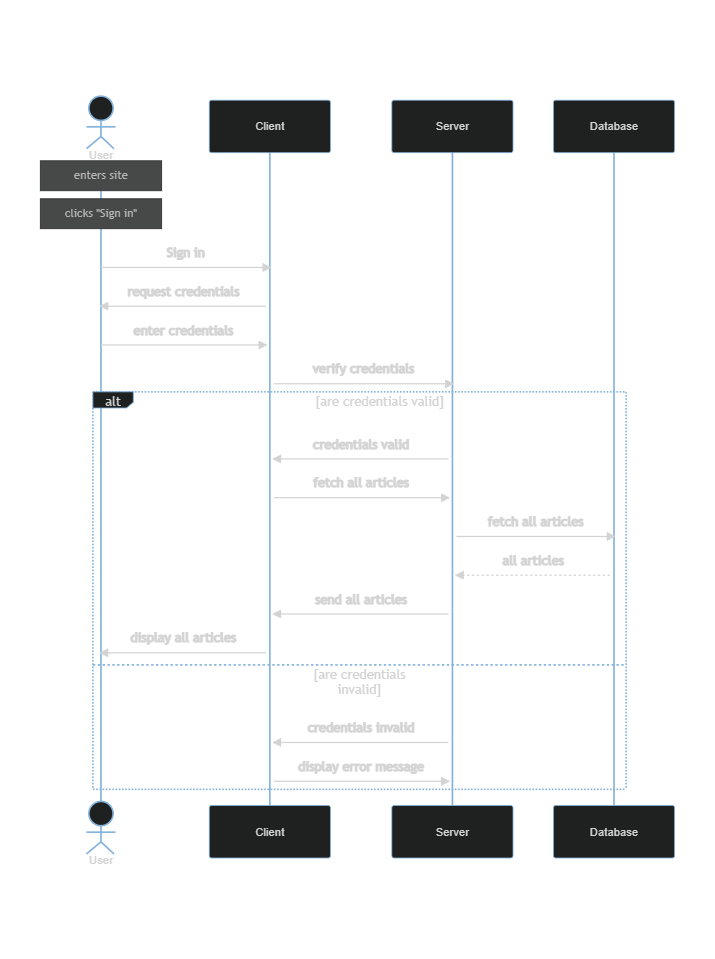 Client
Server
Database
User
enters site
clicks "Sign in"
Sign in
request credentials
enter credentials
verify credentials
alt
[are credentials valid]
credentials valid
fetch all articles
fetch all articles
all articles
send all articles
display all articles
[are credentials
invalid]
credentials invalid
display error message
Client
Server
Database
User